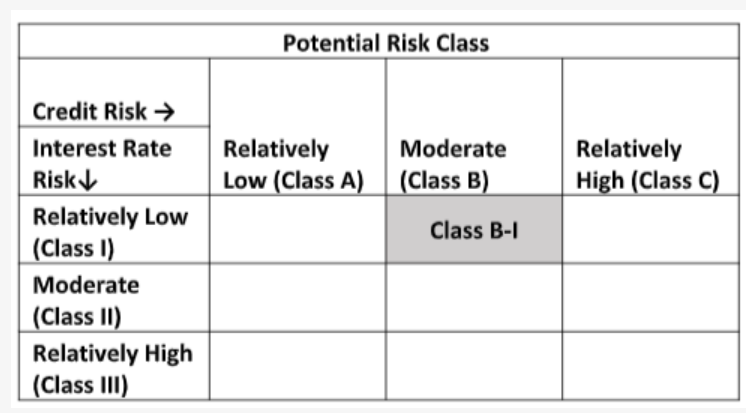 Potential Risk Class
Credit Risk →
Interest Rate
Risk↓
Relatively
Low (Class A)
Moderate
(Class B)
Relatively
High (Class C)
Relatively Low
(Class I)
Class B-I
Moderate
(Class II)
Relatively High
(Class III)